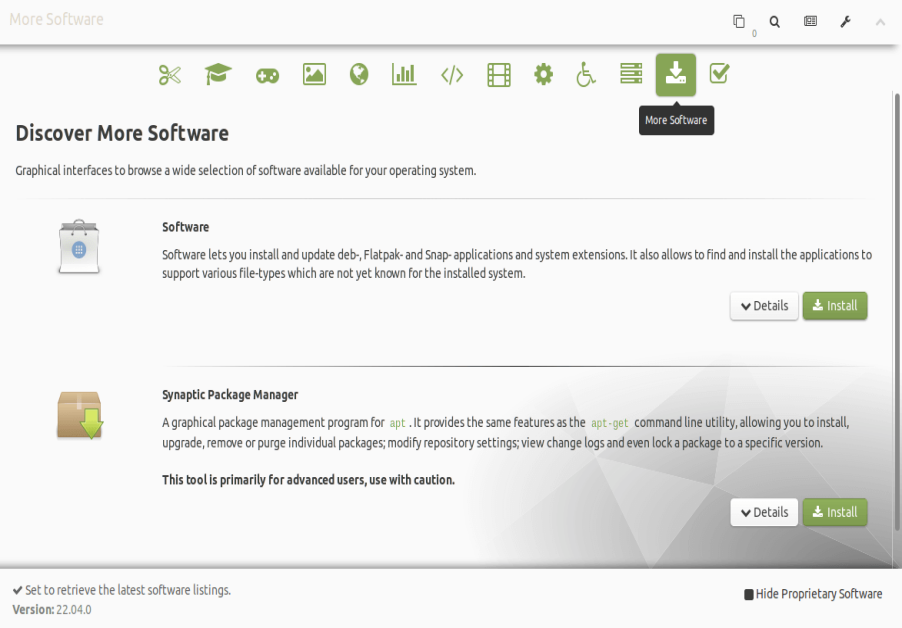 More Software
0
More Software
Discover More Software
Graphical interfaces to browse a wide selection of software available for your operating system.
Software
Software lets you install and update deb-, Flatpak- and Snap- applications and system extensions. It also allows to find and install the applications to
support various file-types which are not yet known for the installed system.
Details Install
Synaptic Package Manager
A graphical package management program for apt . It provides the same features as the apt-get command line utility, allowing you to install,
upgrade, remove or purge individual packages; modify repository settings; view change logs and even lock a package to a specific version.
This tool is primarily for advanced users, use with caution.
Details Install
Set to retrieve the latest software listings.
Version: 22.04.0
Hide Proprietary Software